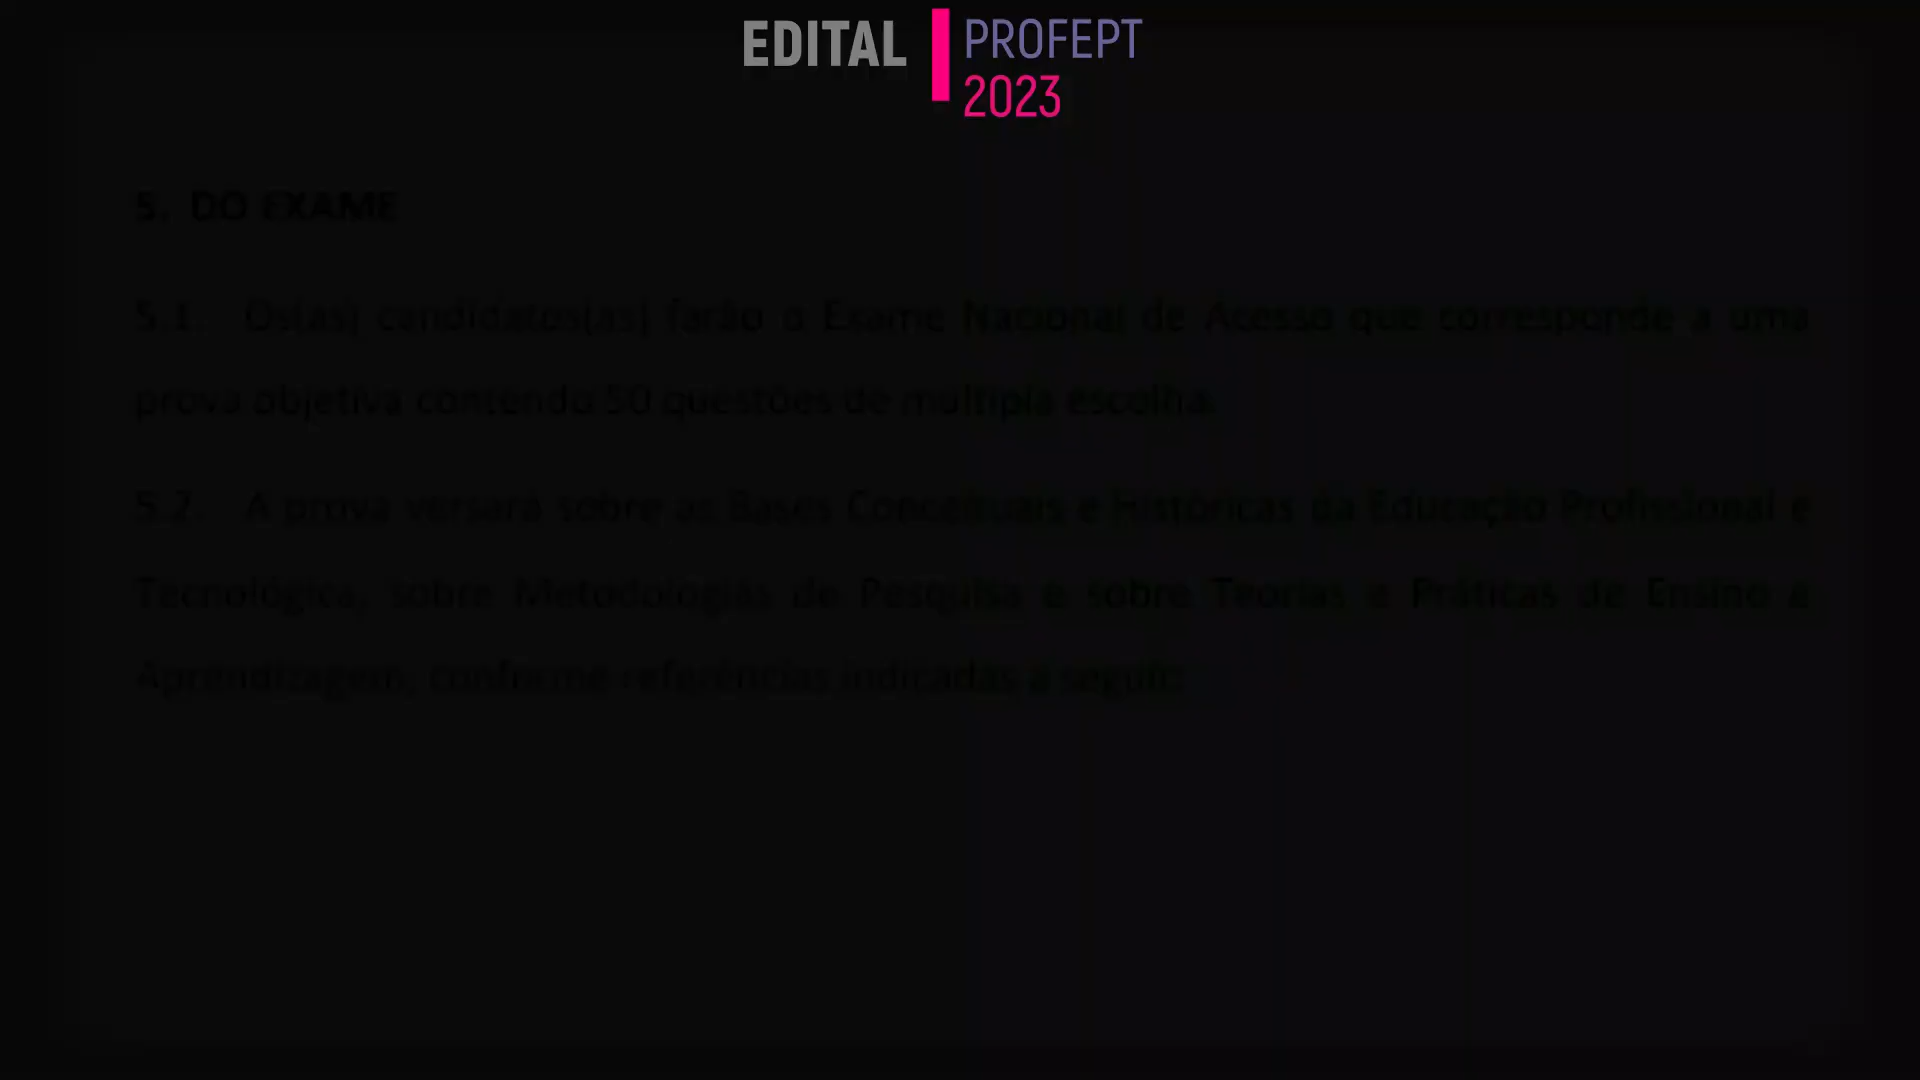 EDITAL
PROFEPT
2023
5. DO EXAME
5.1. Os(as) candidatos(as) farão o Exame Nacional de Acesso que corresponde a uma
prova objetiva contendo 50 questões de múltipla escolha.
5.2. A prova versará sobre as Bases Conceituais e Históricas da Educação Profissional e
Tecnológica, sobre Metodologias de Pesquisa e sobre Teorias e Práticas de Ensino e
Aprendizagem, conforme referências indicadas a seguir: